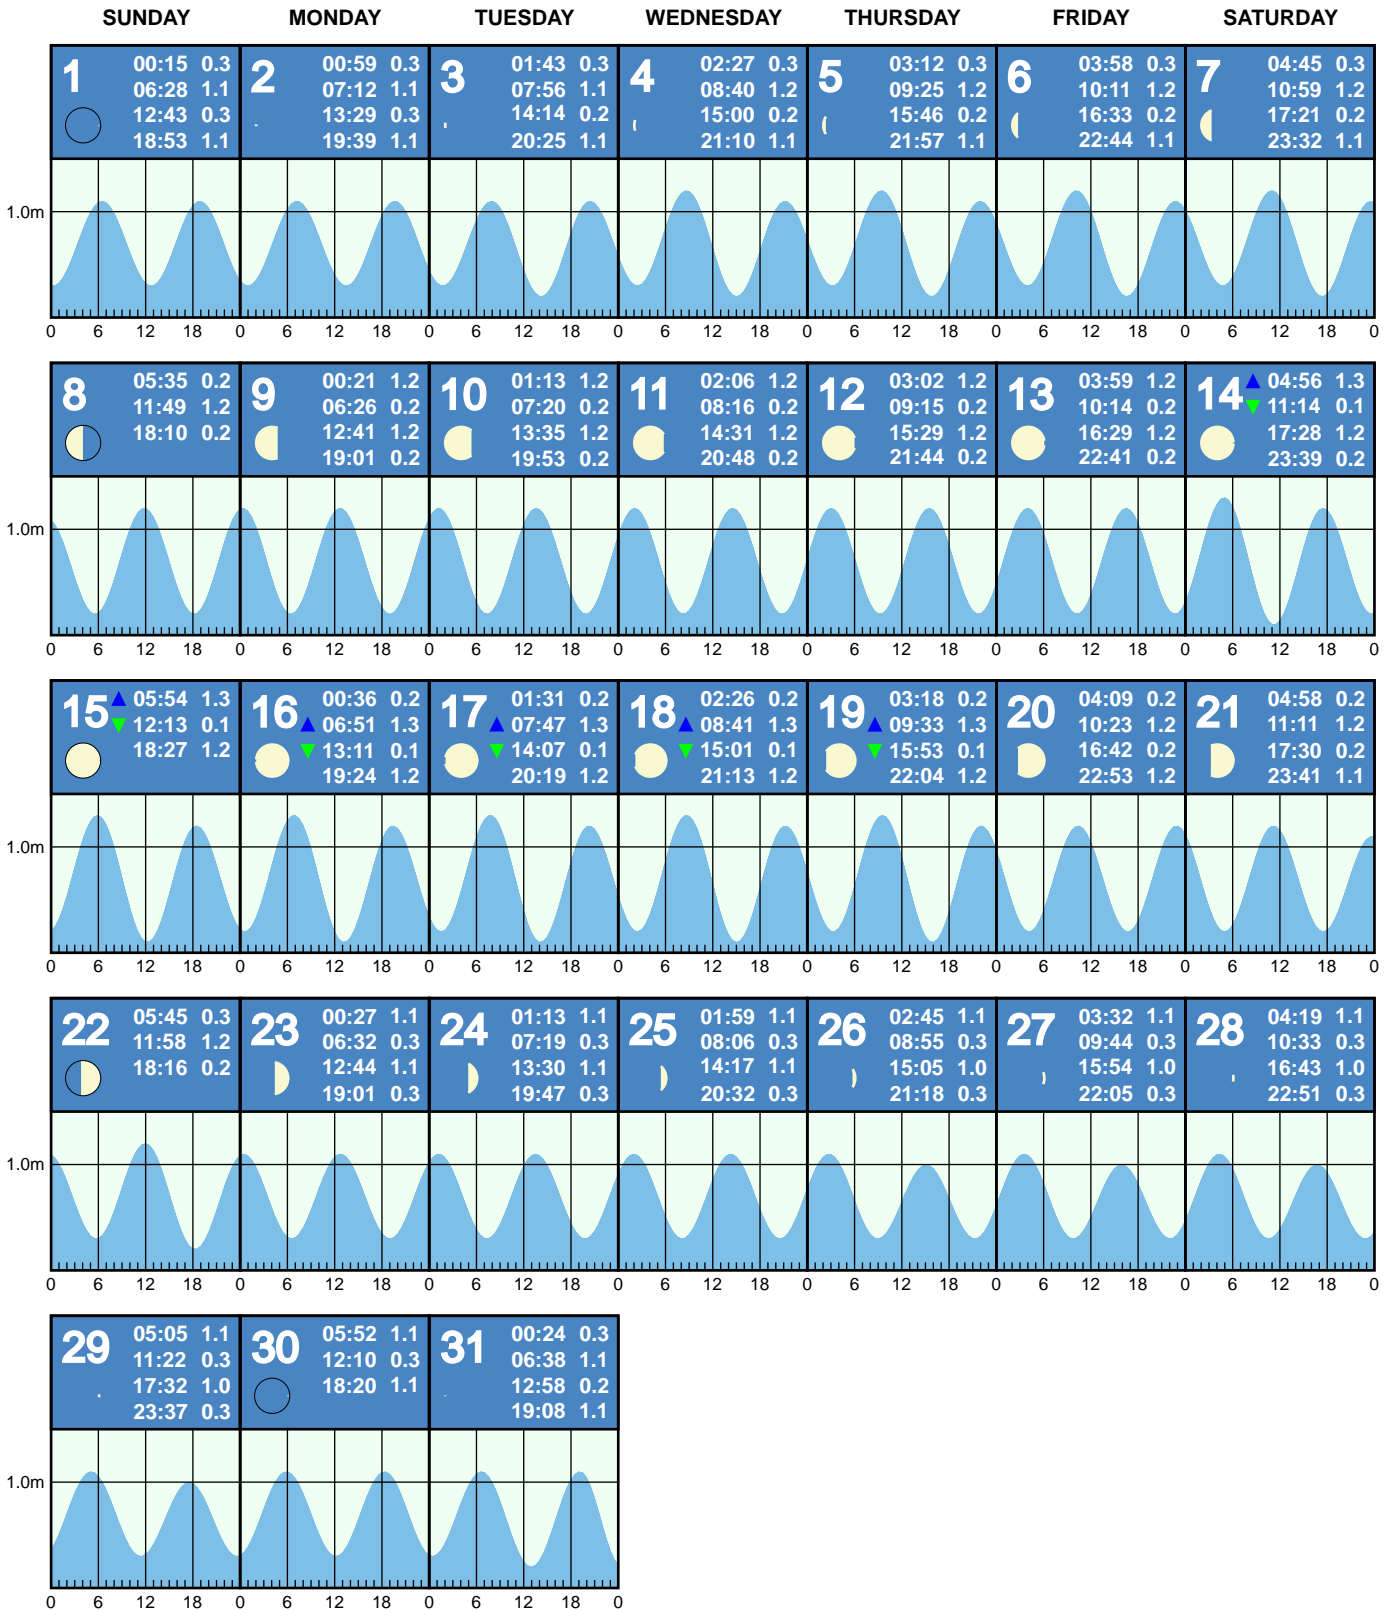 SUNDAY MONDAY TUESDAY WEDNESDAY THURSDAY FRIDAY SATURDAY
1 00:15 0.3
06:28 1.1
12:43 0.3
18:53 1.1
2 00:59 0.3
07:12 1.1
13:29 0.3
19:39 1.1
3 01:43 0.3
07:56 1.1
14:14 0.2
20:25 1.1
4 02:27 0.3
08:40 1.2
15:00 0.2
21:10 1.1
5 03:12 0.3
09:25 1.2
15:46 0.2
21:57 1.1
6 03:58 0.3
10:11 1.2
16:33 0.2
22:44 1.1
7 04:45 0.3
10:59 1.2
17:21 0.2
23:32 1.1
1.0m
0 6 12 18 0 6 12 18 0 6 12 18 0 6 12 18 0 6 12 18 0 6 12 18 0 6 12 18 0
8 05:35 0.2
11:49 1.2
18:10 0.2
9 00:21 1.2
06:26 0.2
12:41 1.2
19:01 0.2
10 01:13 1.2
07:20 0.2
13:35 1.2
19:53 0.2
11 02:06 1.2
08:16 0.2
14:31 1.2
20:48 0.2
12 03:02 1.2
09:15 0.2
15:29 1.2
21:44 0.2
13 03:59 1.2
10:14 0.2
16:29 1.2
22:41 0.2
14 04:56 1.3
11:14 0.1
17:28 1.2
23:39 0.2
1.0m
0 6 12 18 0 6 12 18 0 6 12 18 0 6 12 18 0 6 12 18 0 6 12 18 0 6 12 18 0
15 05:54 1.3
12:13 0.1
18:27 1.2
16 00:36 0.2
06:51 1.3
13:11 0.1
19:24 1.2
17 01:31 0.2
07:47 1.3
14:07 0.1
20:19 1.2
18 02:26 0.2
08:41 1.3
15:01 0.1
21:13 1.2
19 03:18 0.2
09:33 1.3
15:53 0.1
22:04 1.2
20 04:09 0.2
10:23 1.2
16:42 0.2
22:53 1.2
21 04:58 0.2
11:11 1.2
17:30 0.2
23:41 1.1
1.0m
0 6 12 18 0 6 12 18 0 6 12 18 0 6 12 18 0 6 12 18 0 6 12 18 0 6 12 18 0
22 05:45 0.3
11:58 1.2
18:16 0.2
23 00:27 1.1
06:32 0.3
12:44 1.1
19:01 0.3
24 01:13 1.1
07:19 0.3
13:30 1.1
19:47 0.3
25 01:59 1.1
08:06 0.3
14:17 1.1
20:32 0.3
26 02:45 1.1
08:55 0.3
15:05 1.0
21:18 0.3
27 03:32 1.1
09:44 0.3
15:54 1.0
22:05 0.3
28 04:19 1.1
10:33 0.3
16:43 1.0
22:51 0.3
1.0m
0 6 12 18 0 6 12 18 0 6 12 18 0 6 12 18 0 6 12 18 0 6 12 18 0 6 12 18 0
29 05:05 1.1
11:22 0.3
17:32 1.0
23:37 0.3
30 05:52 1.1
12:10 0.3
18:20 1.1
31 00:24 0.3
06:38 1.1
12:58 0.2
19:08 1.1
1.0m
0 6 12 18 0 6 12 18 0 6 12 18 0